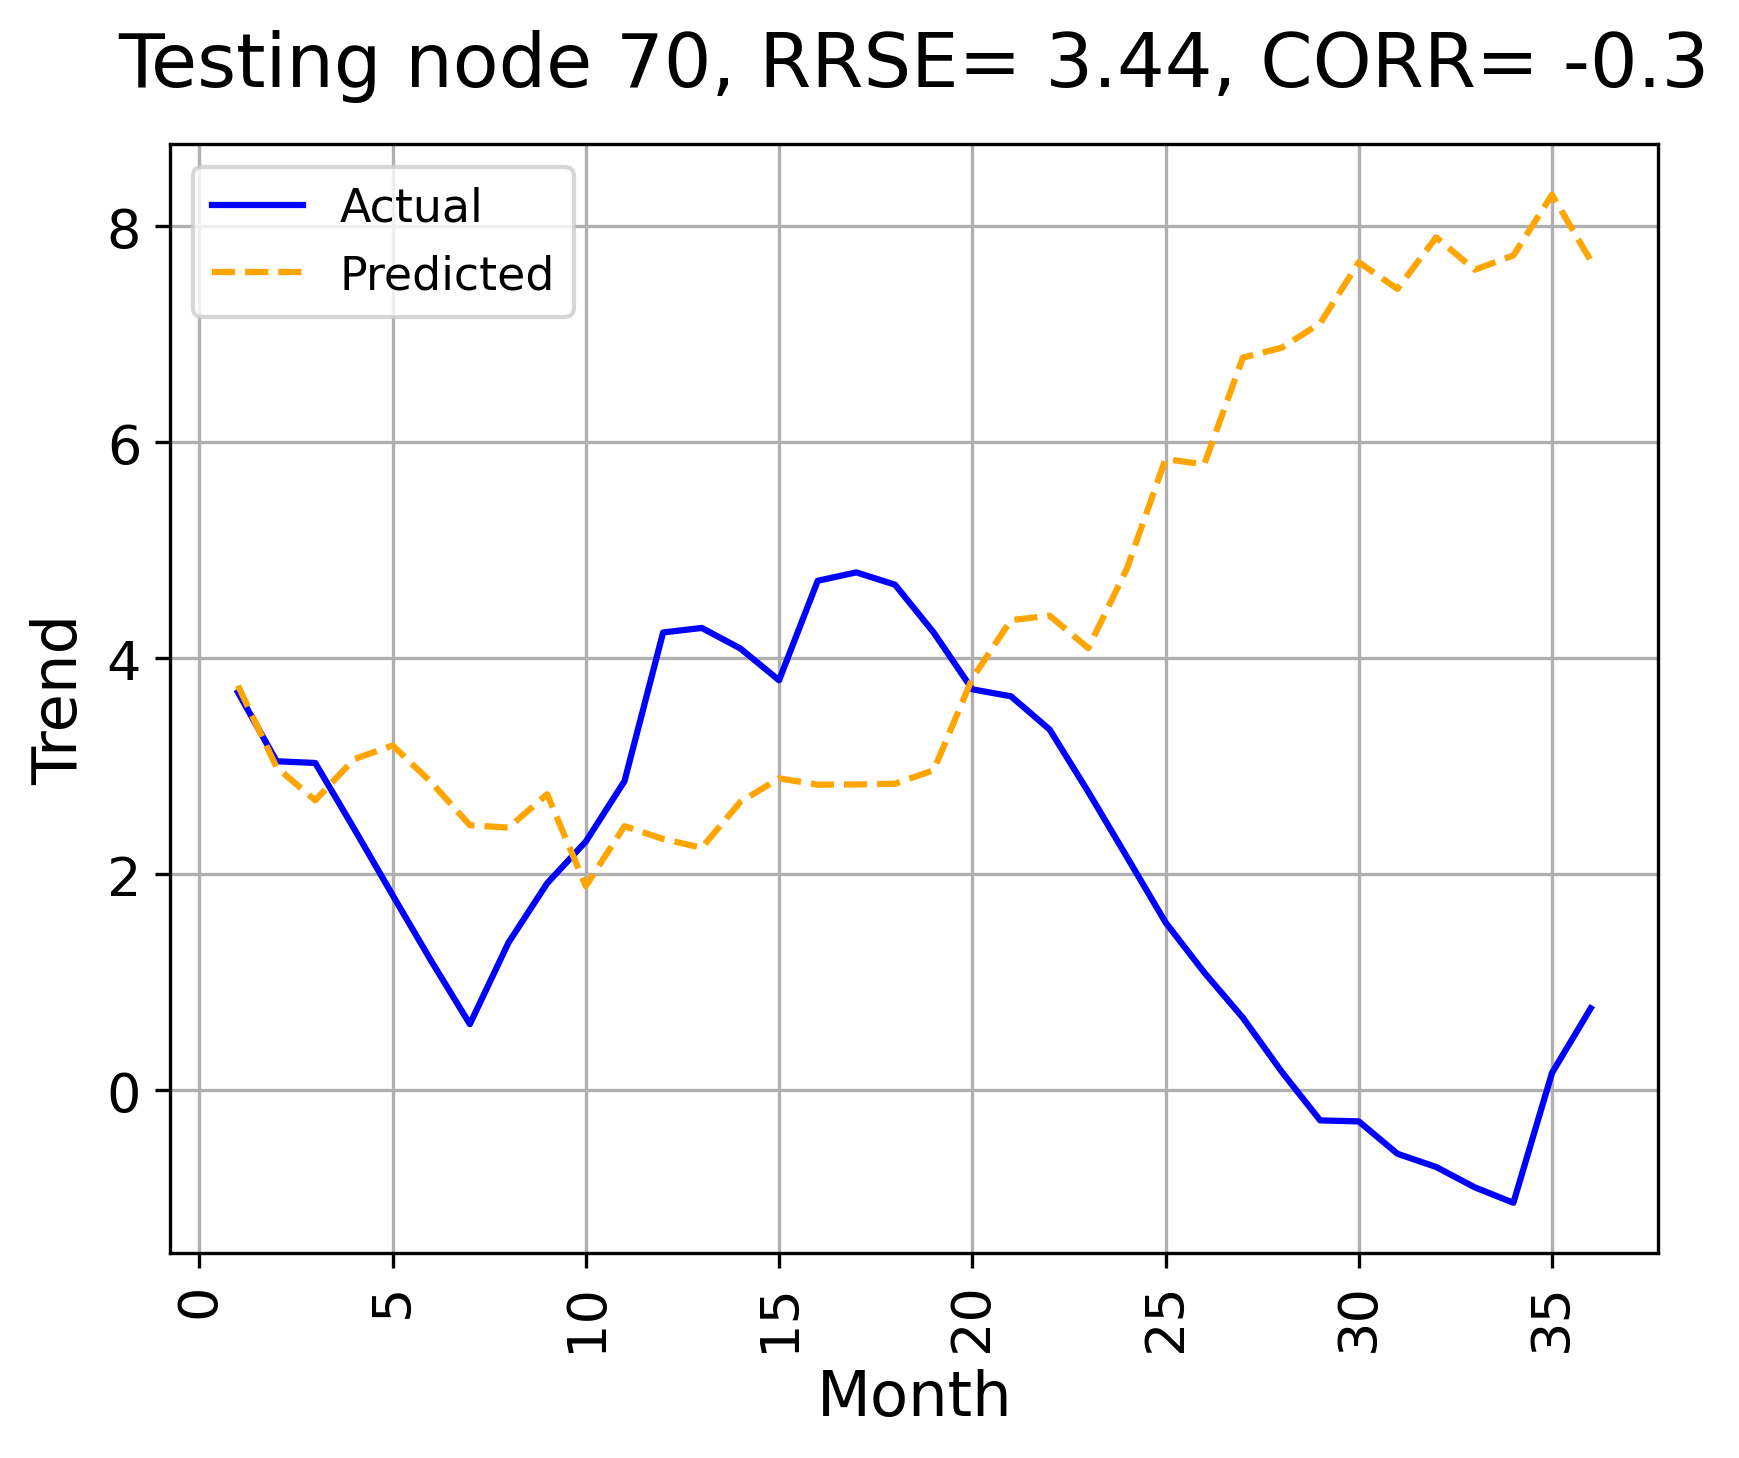 Testing node 70, RRSE= 3.44, CORR= -0.3
Actual
Predicted
8
6
4
2
0
Trend
0 5 10 15 20 25 30 35
Month